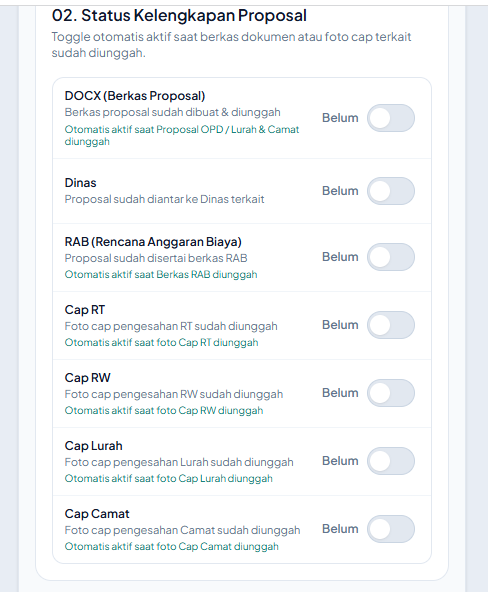 02. Status Kelengkapan Proposal
Toggle otomatis aktif saat berkas dokumen atau foto cap terkait
sudah diunggah.
DOCX (Berkas Proposal)
Berkas proposal sudah dibuat & diunggah
Otomatis aktif saat Proposal OPD / Lurah & Camat
diunggah
Belum
Dinas
Proposal sudah diantar ke Dinas terkait
Belum
RAB (Rencana Anggaran Biaya)
Proposal sudah disertai berkas RAB
Otomatis aktif saat Berkas RAB diunggah
Belum
Cap RT
Foto cap pengesahan RT sudah diunggah
Otomatis aktif saat foto Cap RT diunggah
Belum
Cap RW
Foto cap pengesahan RW sudah diunggah
Otomatis aktif saat foto Cap RW diunggah
Belum
Cap Lurah
Foto cap pengesahan Lurah sudah diunggah
Otomatis aktif saat foto Cap Lurah diunggah
Belum
Cap Camat
Foto cap pengesahan Camat sudah diunggah
Otomatis aktif saat foto Cap Camat diunggah
Belum